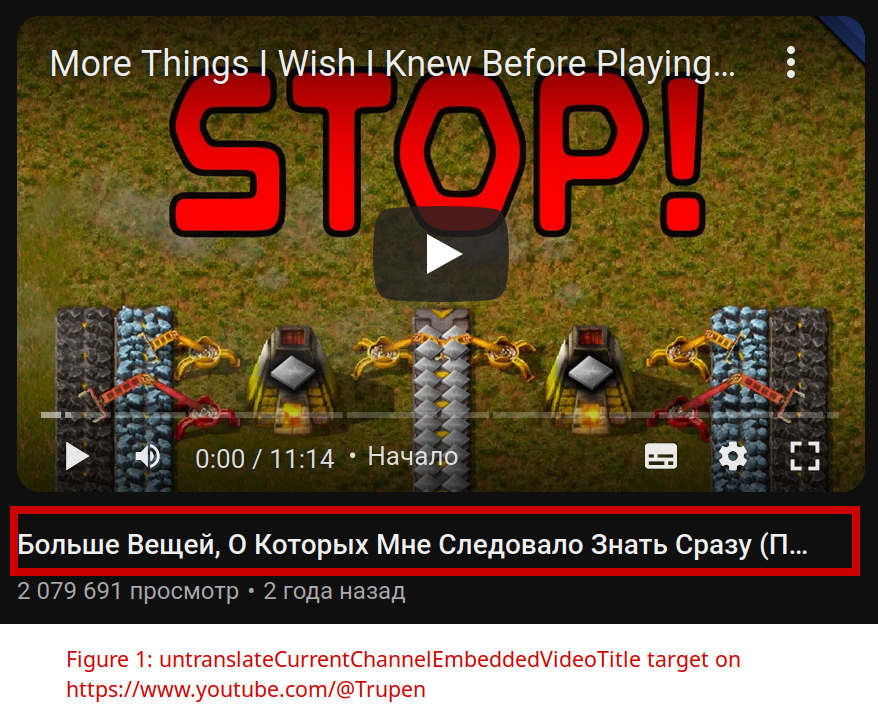 More Things I Wish I Knew Before Playing...
STOP!
0:00 / 11:14 • Начало
Больше Вещей, О Которых Мне Следовало Знать Сразу (П...
2 079 691 просмотр • 2 года назад
Figure 1: untranslateCurrentChannelEmbeddedVideoTitle target on
https://www.youtube.com/@Trupen